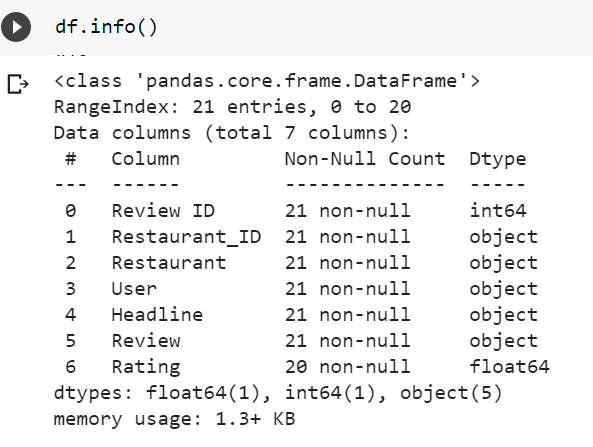 df.info()
<class 'pandas.core.frame.DataFrame'>
RangeIndex: 21 entries, 0 to 20
Data columns (total 7 columns):
 #   Column         Non-Null Count  Dtype
---  ------         --------------  -----
 0   Review ID      21 non-null     int64
 1   Restaurant_ID  21 non-null     object
 2   Restaurant     21 non-null     object
 3   User           21 non-null     object
 4   Headline       21 non-null     object
 5   Review         21 non-null     object
 6   Rating         20 non-null     float64
dtypes: float64(1), int64(1), object(5)
memory usage: 1.3+ KB